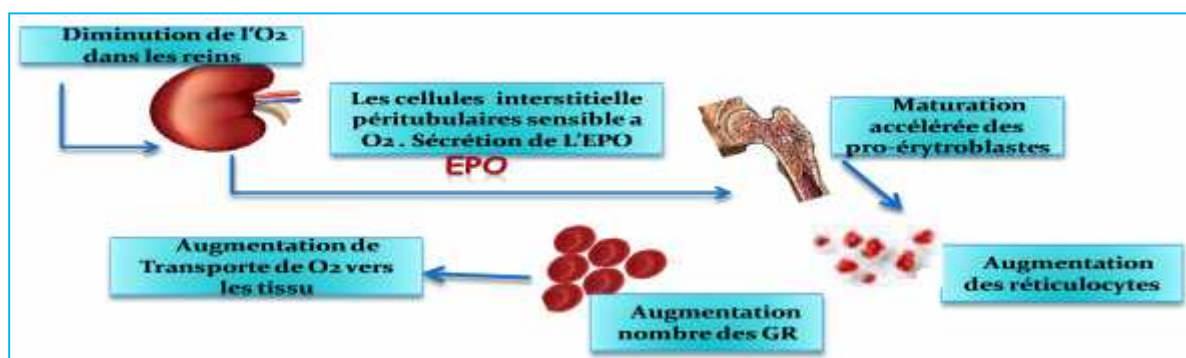 Diminution de l'O2
dans les reins
Les cellules interstitielle
péritubulaires sensible a
O2 . Sécrétion de L'EPO
EPO
Maturation
accélérée des
pro-érytroblastes
Augmentation
des réticulocytes
Augmentation
nombre des GR
Augmentation de
Transporte de O2 vers
les tissu